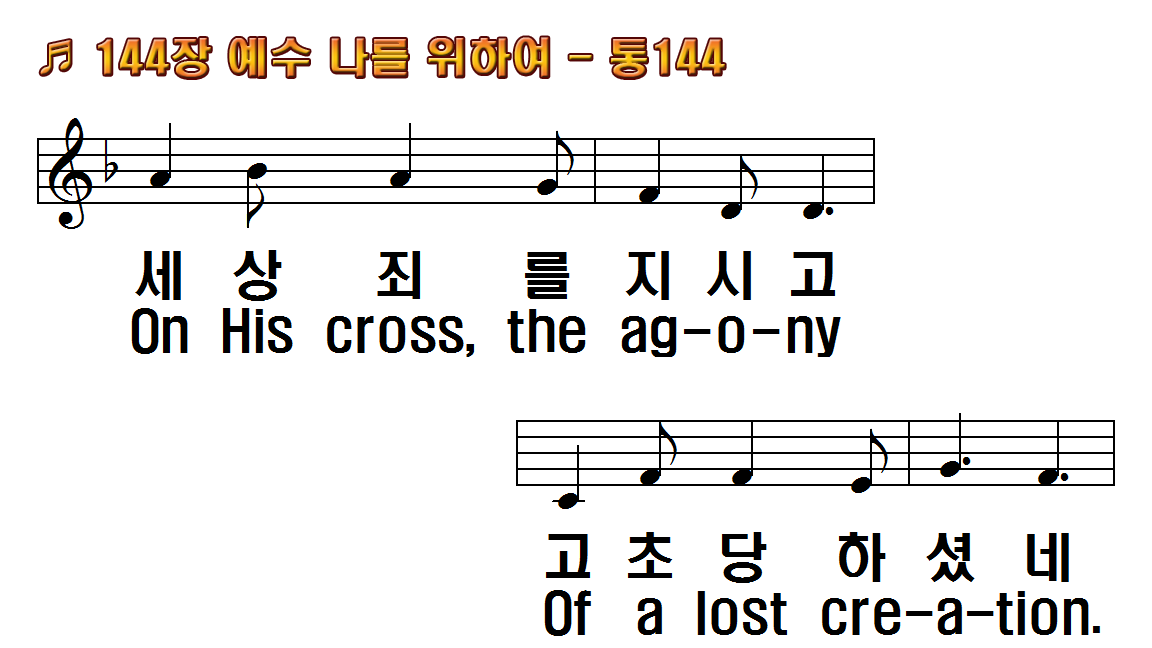 ♬ 144장 예수 나를 위하여 - 통144
세 상 죄 를 지 시 고
On His cross, the ag-o-ny
고 초 당 하 셨 네
Of a lost cre-a-tion.